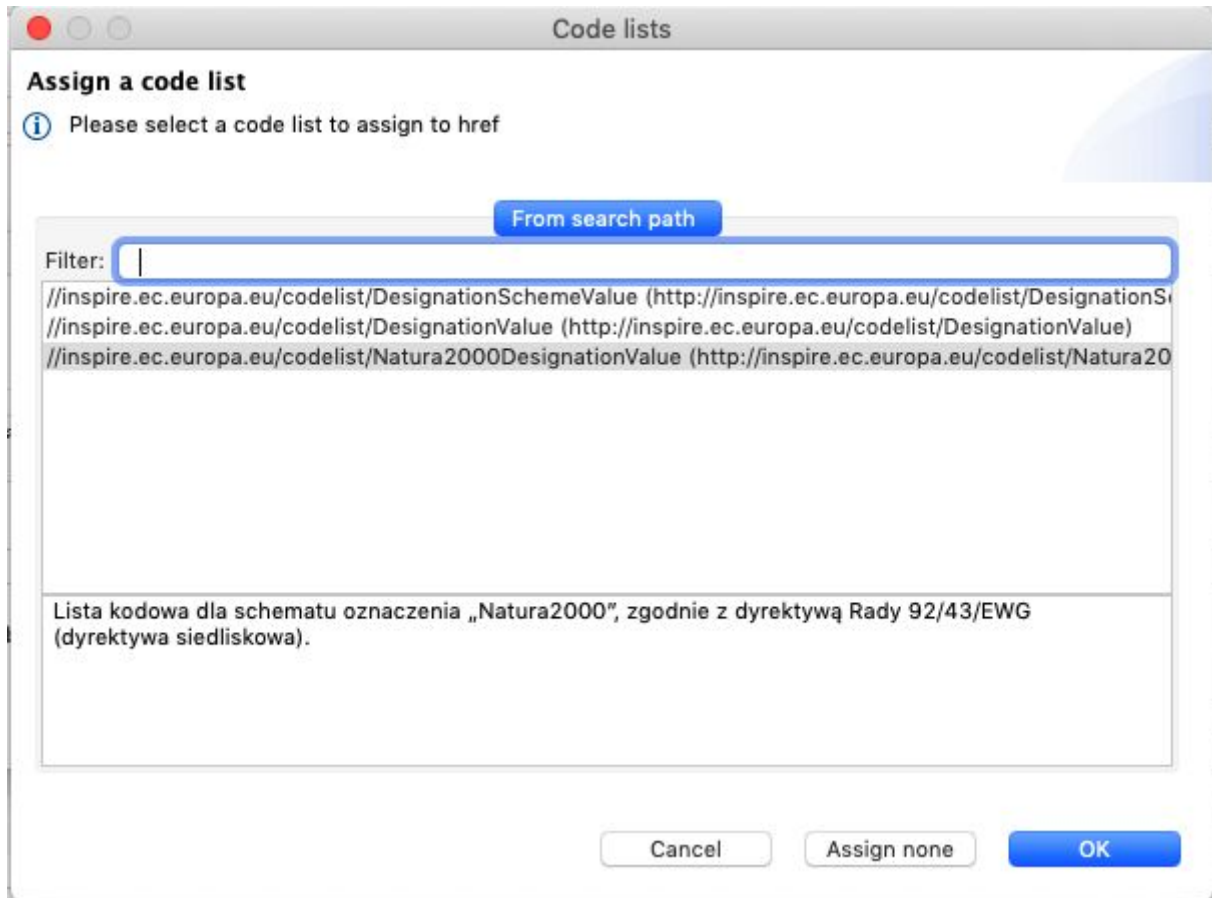 Code lists
Assign a code list
Please select a code list to assign to href
From search path
Filter:
//inspire.ec.europa.eu/codelist/DesignationSchemeValue (http://inspire.ec.europa.eu/codelist/DesignationS
//inspire.ec.europa.eu/codelist/DesignationValue (http://inspire.ec.europa.eu/codelist/DesignationValue)
//inspire.ec.europa.eu/codelist/Natura2000DesignationValue (http://inspire.ec.europa.eu/codelist/Natura20
Lista kodowa dla schematu oznaczenia „Natura2000”, zgodnie z dyrektywą Rady 92/43/EWG
(dyrektywa siedliskowa).
Cancel Assign none OK